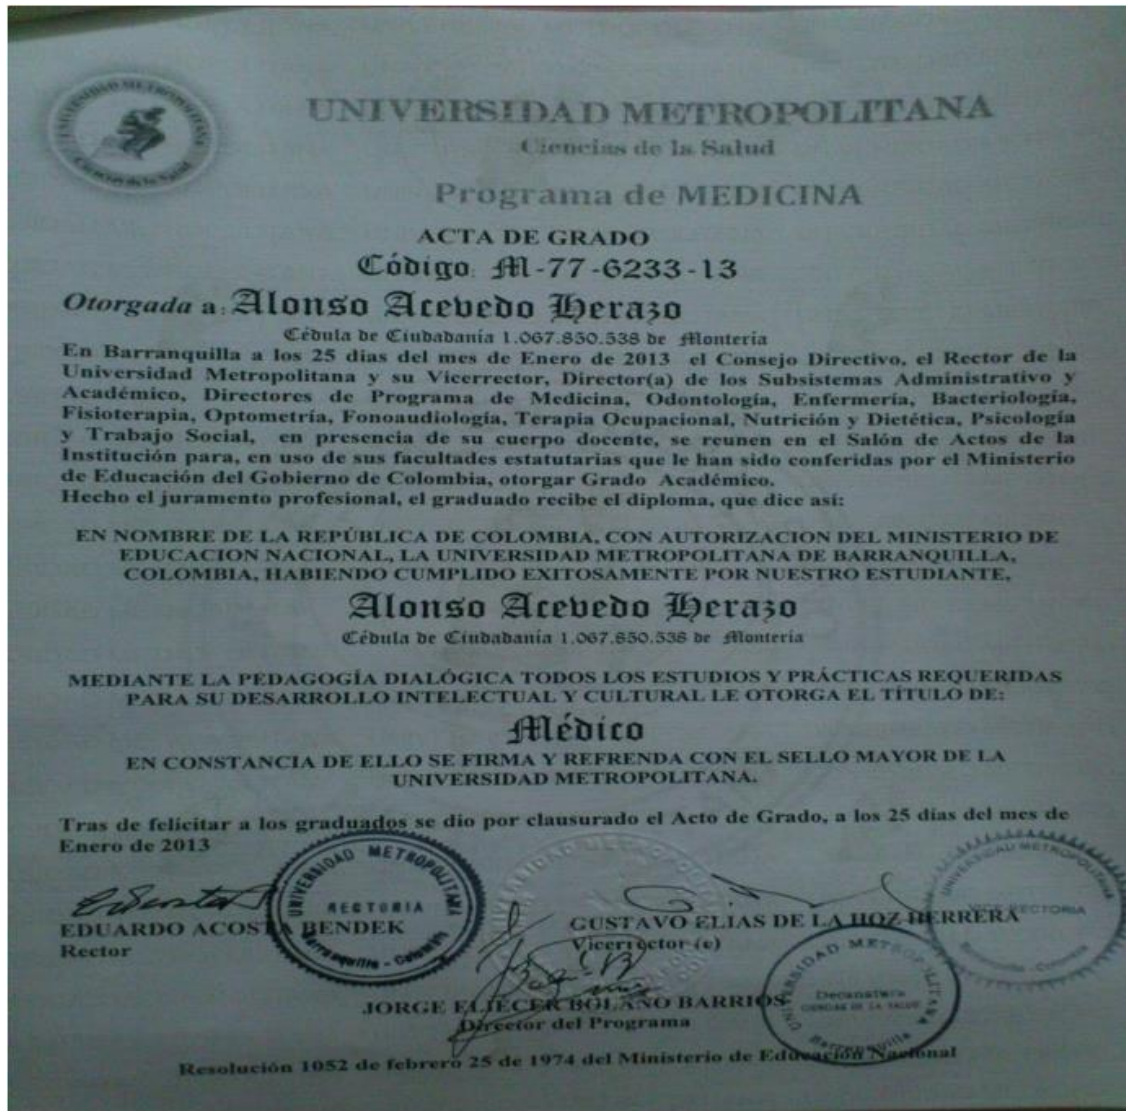 UNIVERSIDAD METROPOLITANA
Ciencias de la Salud
Programa de MEDICINA
ACTA DE GRADO
Código: M-77-6233-13
Otorgada a: Alonso Acevedo Herazo
Cédula de Ciudadanía 1.067.850.538 de Montería
En Barranquilla a los 25 dias del mes de Enero de 2013 el Consejo Directivo, el Rector de la
Universidad Metropolitana y su Vicerrector, Director(a) de los Subsistemas Administrativo y
Académico, Directores de Programa de Medicina, Odontología, Enfermería, Bacteriología,
Fisioterapia, Optometría, Fonoaudiología, Terapia Ocupacional, Nutrición y Dietética, Psicología
y Trabajo Social, en presencia de su cuerpo docente, se reunen en el Salón de Actos de la
Institución para, en uso de sus facultades estatutarias que le han sido conferidas por el Ministerio
de Educación del Gobierno de Colombia, otorgar Grado Académico.
Hecho el juramento profesional, el graduado recibe el diploma, que dice así:
EN NOMBRE DE LA REPÚBLICA DE COLOMBIA, CON AUTORIZACION DEL MINISTERIO DE
EDUCACION NACIONAL, LA UNIVERSIDAD METROPOLITANA DE BARRANQUILLA,
COLOMBIA, HABIENDO CUMPLIDO EXITOSAMENTE POR NUESTRO ESTUDIANTE,
Alonso Acevedo Herazo
Cédula de Ciudadanía 1.067.850.538 de Montería
MEDIANTE LA PEDAGOGÍA DIALÓGICA TODOS LOS ESTUDIOS Y PRÁCTICAS REQUERIDAS
PARA SU DESARROLLO INTELECTUAL Y CULTURAL LE OTORGA EL TÍTULO DE:
Médico
EN CONSTANCIA DE ELLO SE FIRMA Y REFRENDA CON EL SELLO MAYOR DE LA
UNIVERSIDAD METROPOLITANA.
Tras de felicitar a los graduados se dio por clausurado el Acto de Grado, a los 25 días del mes de
Enero de 2013
UNIVERSIDAD METROPOLITANA
RECTORIA
Barranquilla - Colombia
EDUARDO ACOSTA BENDEK
Rector
GUSTAVO ELIAS DE LA HOZ HERRERA
Vicerrector (e)
UNIVERSIDAD METROPOLITANA
VICE-RECTORIA
Barranquilla - Colombia
JORGE ELIÉCER BOLAÑO BARRIOS
Director del Programa
UNIVERSIDAD METROPOLITANA
Decanatura
CIENCIAS DE LA SALUD
Barranquilla
Resolución 1052 de febrero 25 de 1974 del Ministerio de Educación Nacional